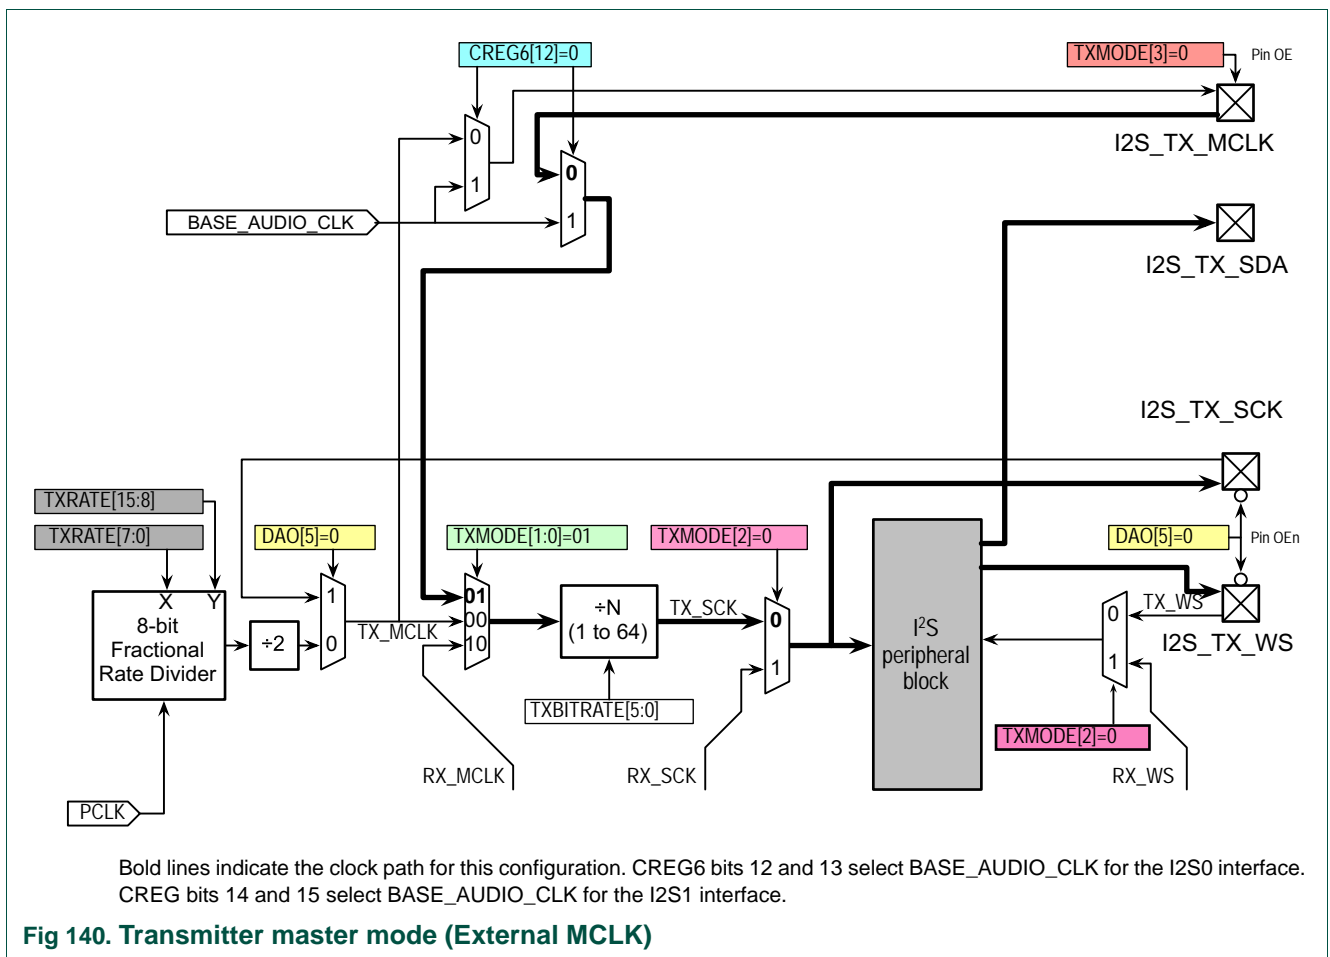 CREG6[12]=0
TXMODE[3]=0
Pin OE
0
1
0
1
I2S_TX_MCLK
BASE_AUDIO_CLK
I2S_TX_SDA
I2S_TX_SCK
TXRATE[15:8]
TXRATE[7:0]
DAO[5]=0
TXMODE[1:0]=01
TXMODE[2]=0
DAO[5]=0
Pin OEn
X Y
8-bit
Fractional
Rate Divider
÷2
1
0
TX_MCLK
01
00
10
÷N
(1 to 64)
TX_SCK
0
1
I²S
peripheral
block
0
1
TX_WS
I2S_TX_WS
TXBITRATE[5:0]
TXMODE[2]=0
RX_MCLK
RX_SCK
RX_WS
PCLK
Bold lines indicate the clock path for this configuration. CREG6 bits 12 and 13 select BASE_AUDIO_CLK for the I2S0 interface.
CREG bits 14 and 15 select BASE_AUDIO_CLK for the I2S1 interface.
Fig 140. Transmitter master mode (External MCLK)